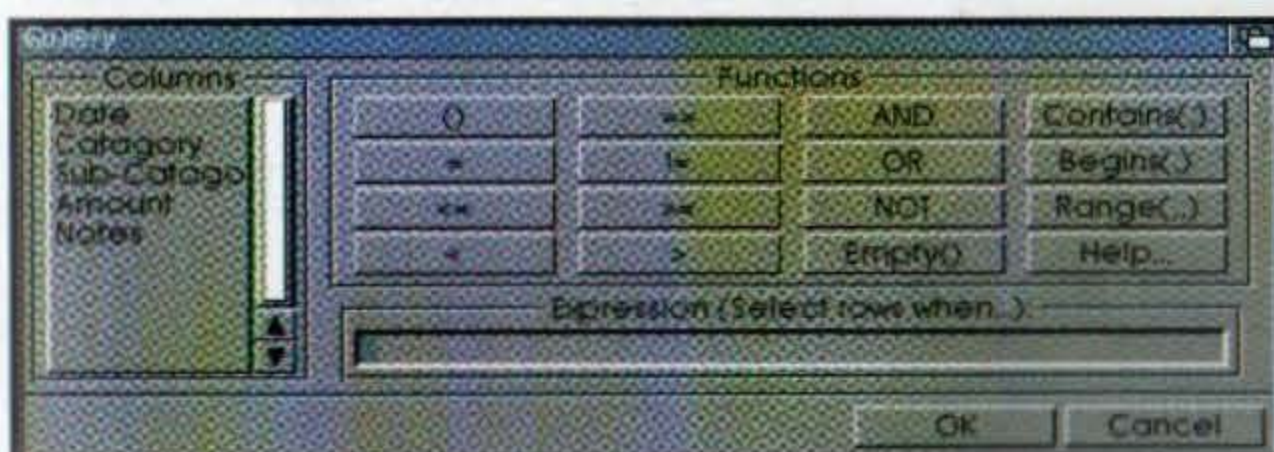 Query
Columns
Date
Catagory
Sub-Catago
Amount
Notes
Functions
() == AND Contains(,)
= != OR Begins(,)
<= >= NOT Range(,,)
< > Empty() Help...
Expression (Select rows when...)
OK Cancel